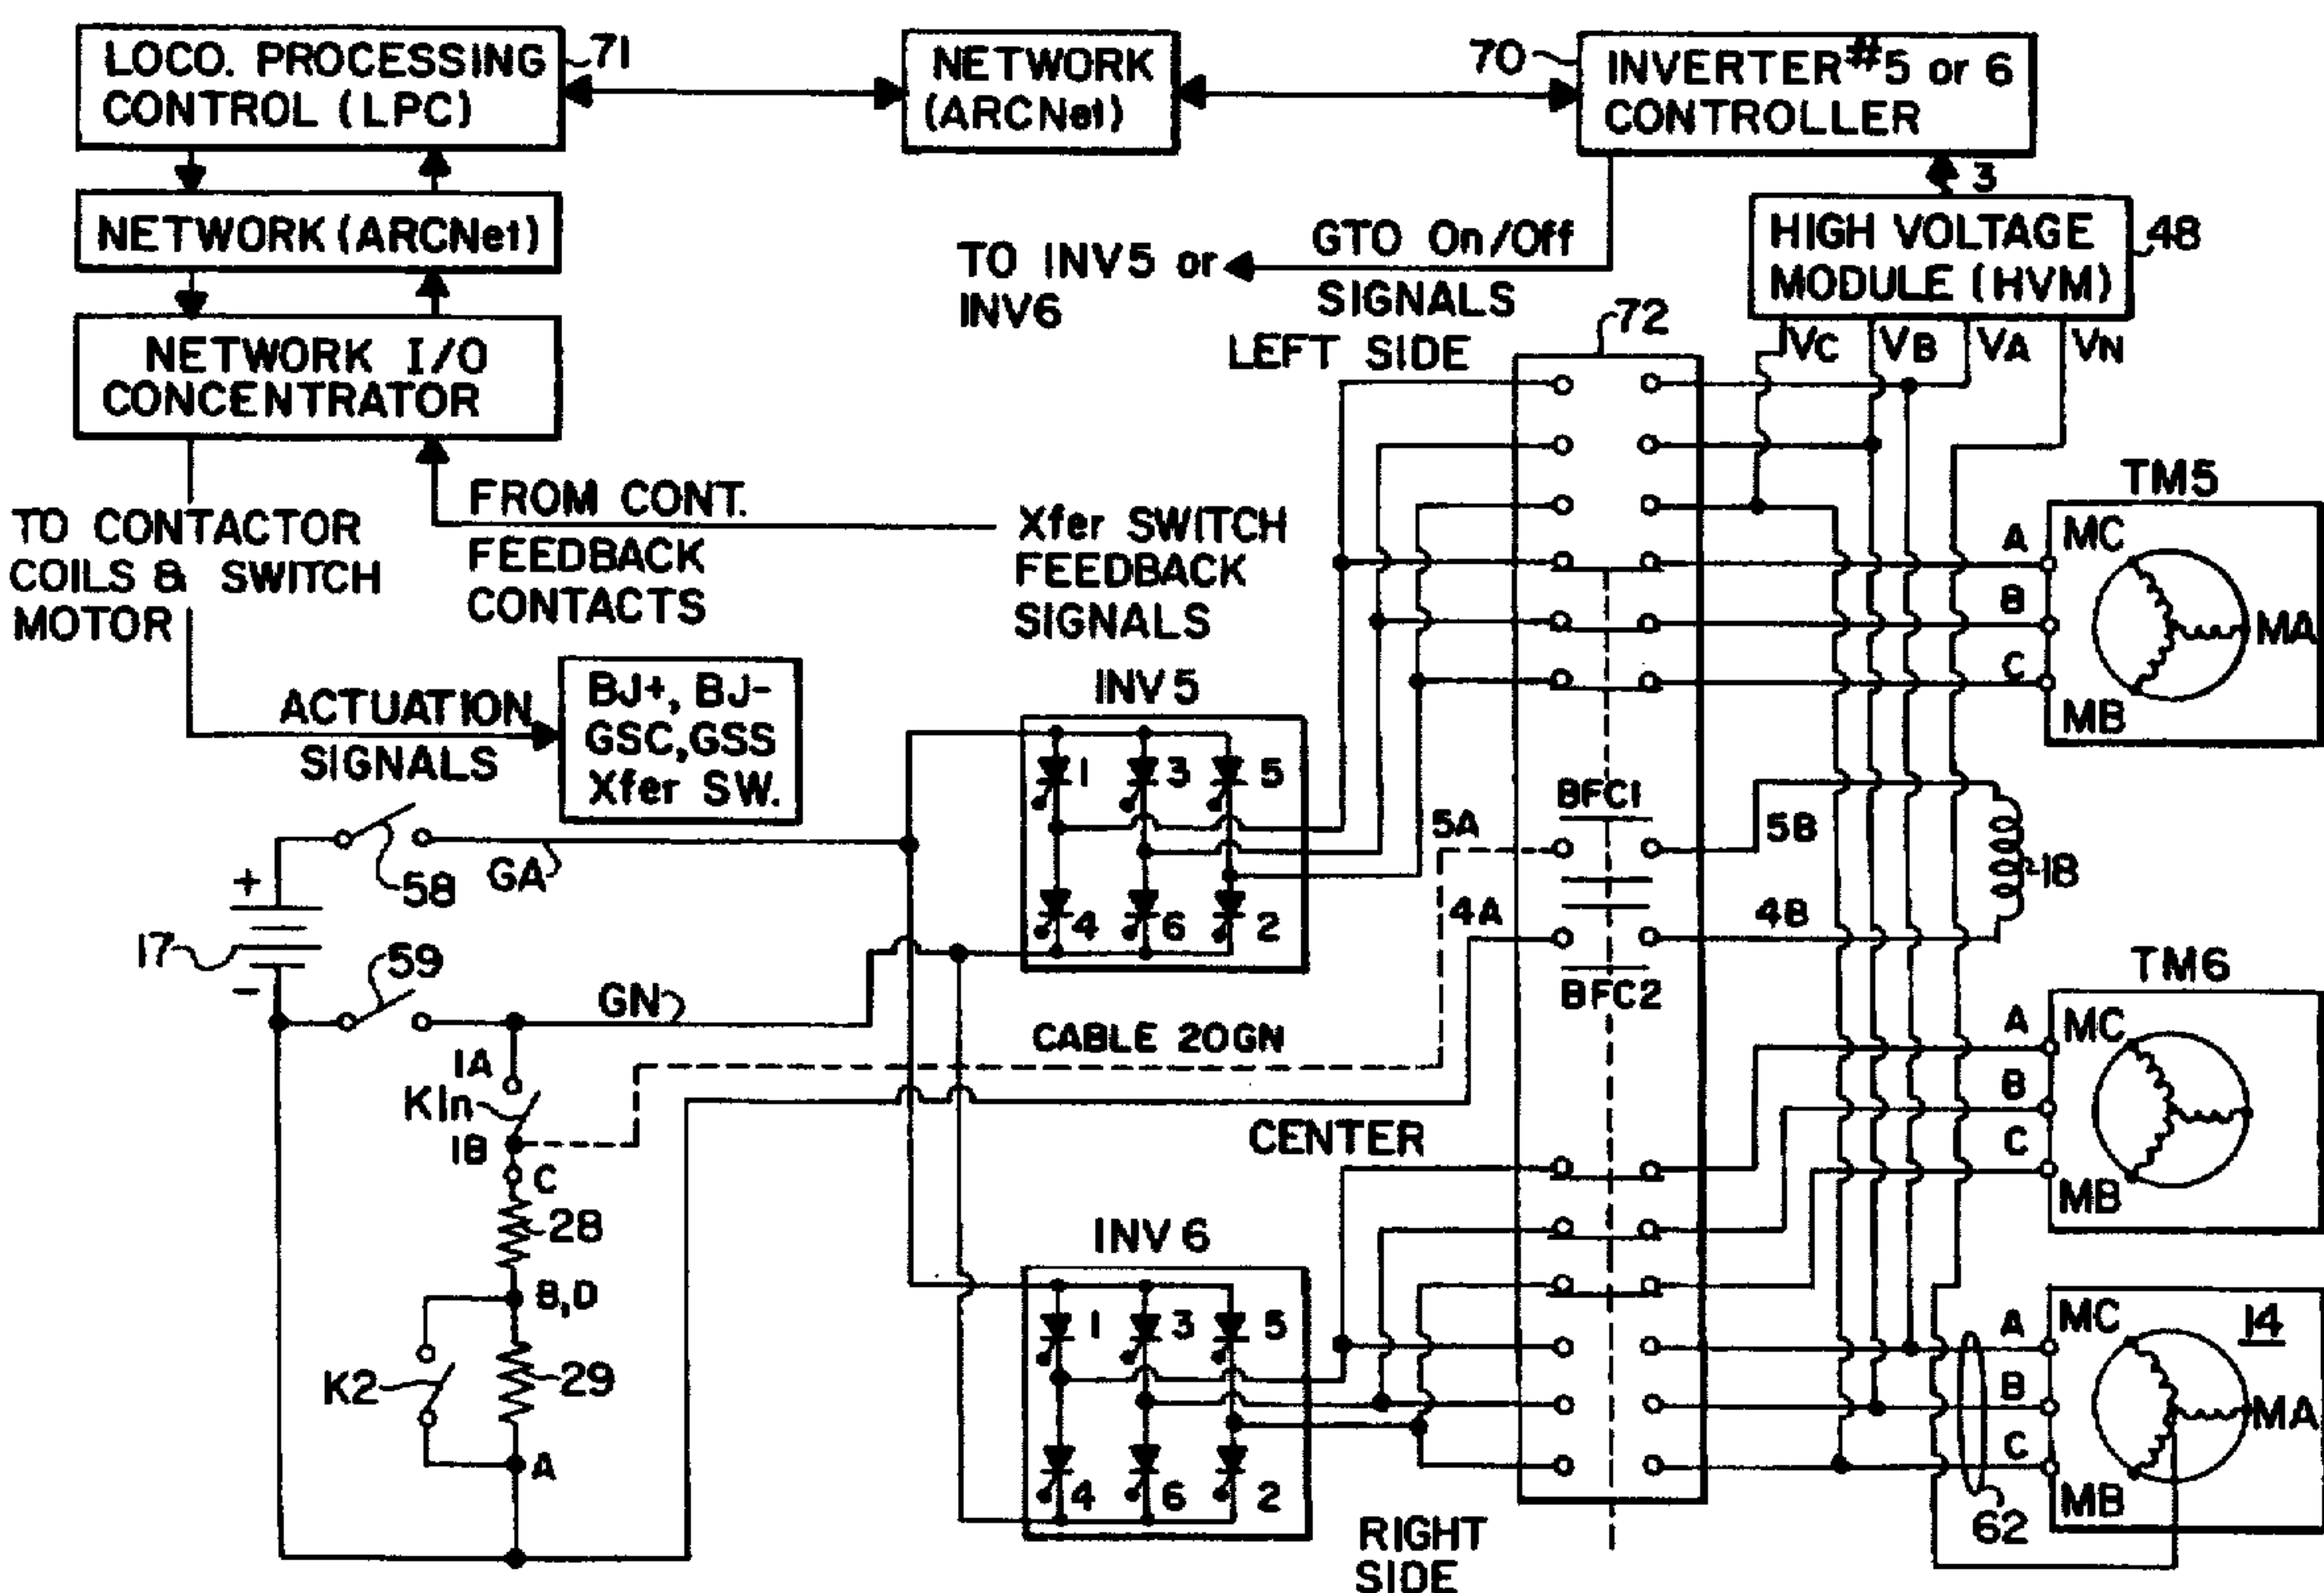 LOCO. PROCESSING
CONTROL (LPC)
71
NETWORK
(ARCNet)
70
INVERTER #5 or 6
CONTROLLER
3
NETWORK (ARCNet)
HIGH VOLTAGE
MODULE (HVM)
48
GTO On/Off
SIGNALS
TO INV5 or
INV6
NETWORK I/O
CONCENTRATOR
LEFT SIDE
72
VC
VB
VA
VN
TO CONTACTOR
COILS & SWITCH
MOTOR
FROM CONT.
FEEDBACK
CONTACTS
Xfer SWITCH
FEEDBACK
SIGNALS
TM5
A
B
C
MC
MA
MB
ACTUATION
SIGNALS
BJ+, BJ-
GSC,GSS
Xfer SW.
INV 5
1
3
5
4
6
2
58
GA
+
17
-
59
GN
BFC1
5A
5B
18
4A
4B
BFC2
CABLE 20GN
TM6
A
B
C
MC
MB
1A
K1n
1B
C
28
B,D
K2
29
A
CENTER
INV 6
1
3
5
4
6
2
A
B
C
MC
14
MA
MB
62
RIGHT
SIDE